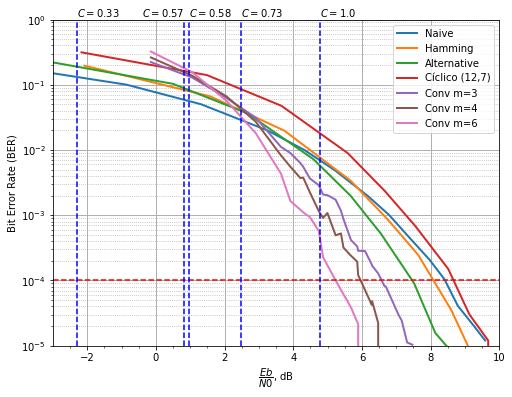 C = 0.33 C = 0.57 C = 0.58 C = 0.73 C = 1.0
10⁰
10⁻¹
10⁻²
10⁻³
10⁻⁴
10⁻⁵
Bit Error Rate (BER)
Naive
Hamming
Alternative
Cíclico (12,7)
Conv m=3
Conv m=4
Conv m=6
−2 0 2 4 6 8 10
Eb/N0, dB